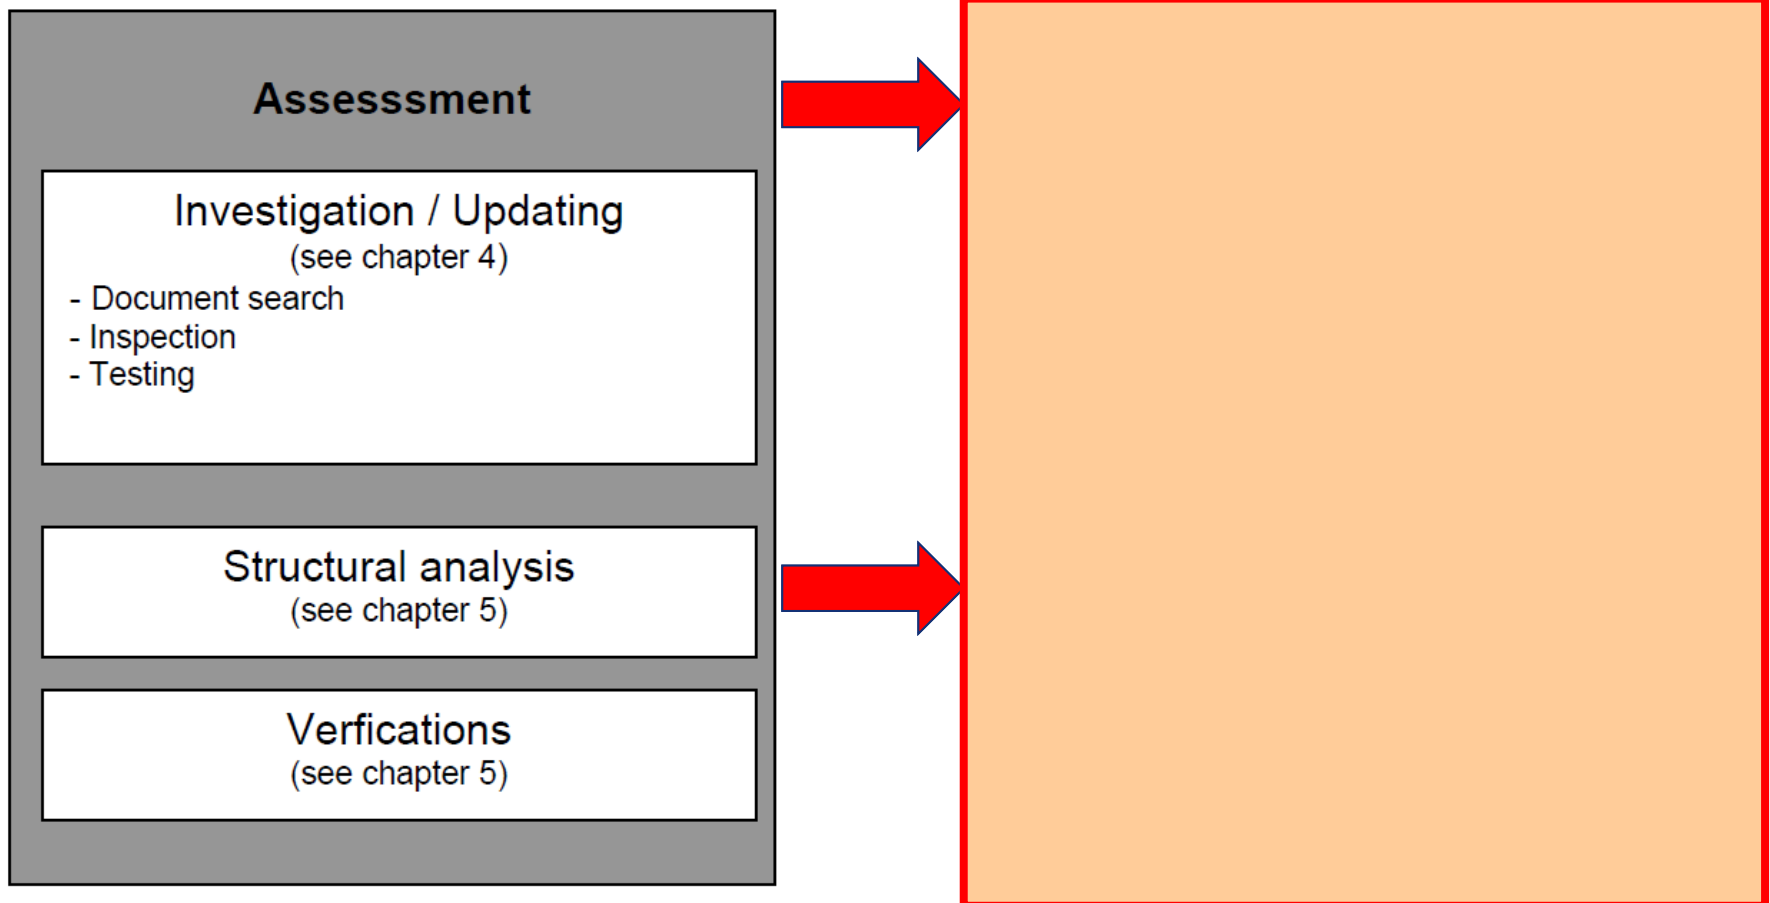 Assesssment
Investigation / Updating
(see chapter 4)
- Document search
- Inspection
- Testing
Structural analysis
(see chapter 5)
Verfications
(see chapter 5)